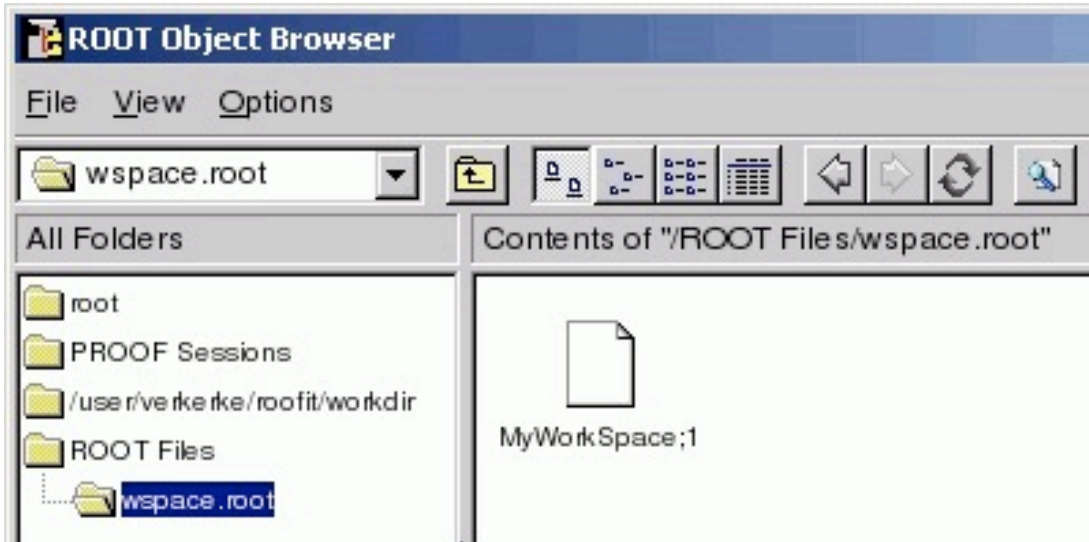 ROOT Object Browser
File View Options
wspace.root
All Folders
Contents of "/ROOT Files/wspace.root"
root
PROOF Sessions
/user/verkerke/roofit/workdir
ROOT Files
wspace.root
MyWorkSpace;1